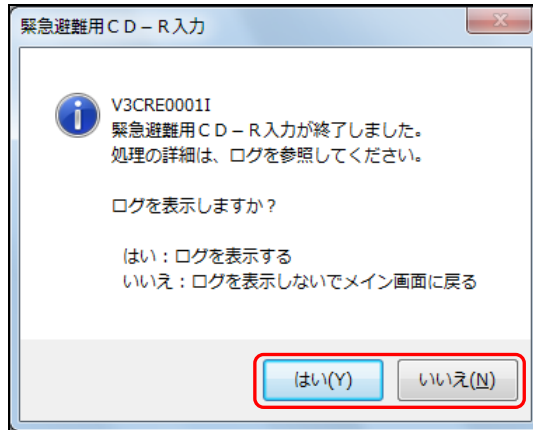 緊急避難用ＣＤ－Ｒ入力
V3CRE0001I
緊急避難用ＣＤ－Ｒ入力が終了しました。
処理の詳細は、ログを参照してください。
ログを表示しますか？
はい：ログを表示する
いいえ：ログを表示しないでメイン画面に戻る
はい(Y) いいえ(N)